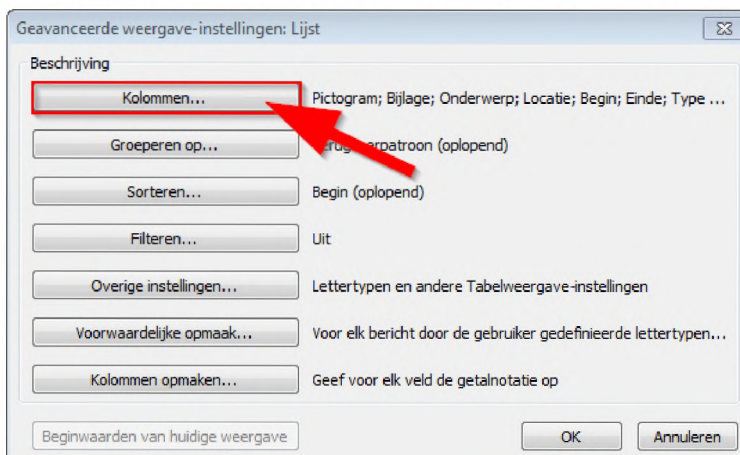 Geavanceerde weergave-instellingen: Lijst
Beschrijving
Kolommen... Pictogram; Bijlage; Onderwerp; Locatie; Begin; Einde; Type ...
Groeperen op... (oplopend)
Sorteren... Begin (oplopend)
Filteren... Uit
Overige instellingen... Lettertypen en andere Tabelweergave-instellingen
Voorwaardelijke opmaak... Voor elk bericht door de gebruiker gedefinieerde lettertypen...
Kolommen opmaken... Geef voor elk veld de getalnotatie op
Beginwaarden van huidige weergave OK Annuleren